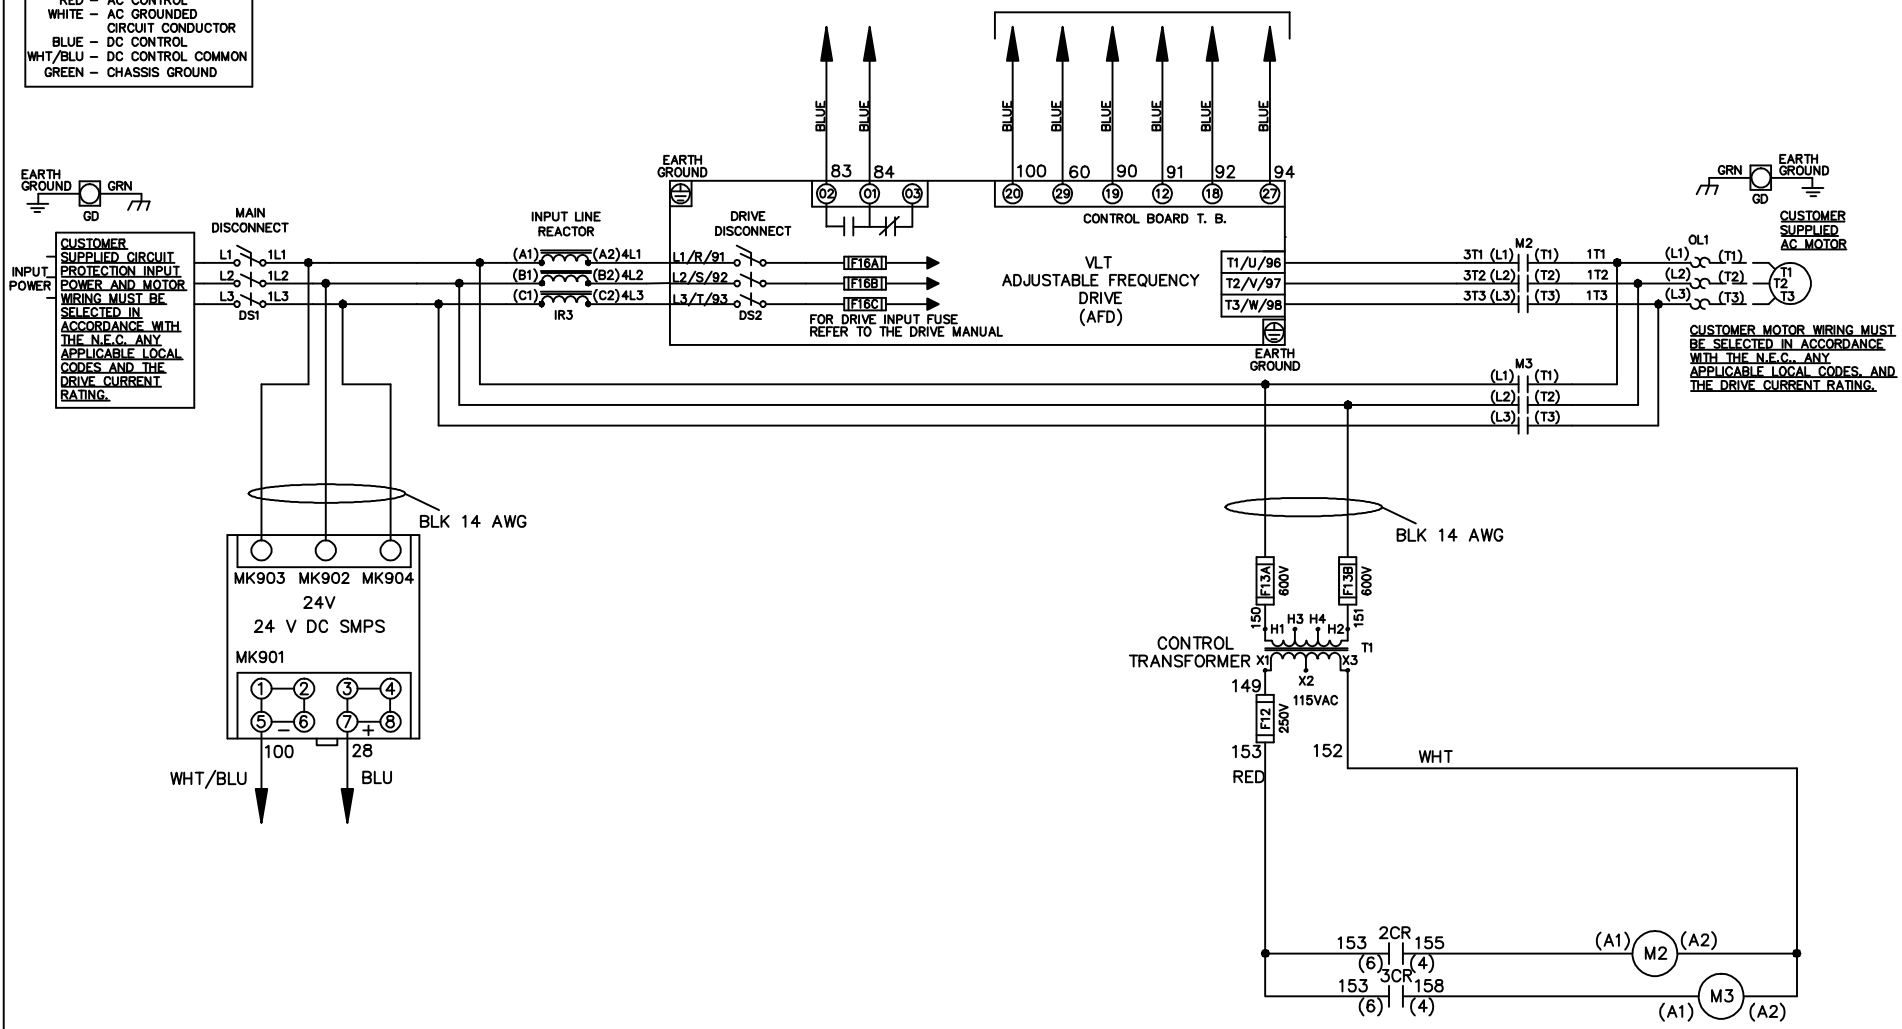 RED – AC CONTROL
WHITE – AC GROUNDED
CIRCUIT CONDUCTOR
BLUE – DC CONTROL
WHT/BLU – DC CONTROL COMMON
GREEN – CHASSIS GROUND
BLUE
BLUE
BLUE
BLUE
BLUE
BLUE
BLUE
BLUE
EARTH
GROUND
GRN
GD
EARTH
GROUND
83
84
02
01
03
100
60
90
91
92
94
20
29
19
12
18
27
CONTROL BOARD T. B.
GRN
EARTH
GROUND
GD
MAIN
DISCONNECT
INPUT LINE
REACTOR
DRIVE
DISCONNECT
CUSTOMER
SUPPLIED
AC MOTOR
INPUT
POWER
CUSTOMER
SUPPLIED CIRCUIT
PROTECTION INPUT
POWER AND MOTOR
WIRING MUST BE
SELECTED IN
ACCORDANCE WITH
THE N.E.C. ANY
APPLICABLE LOCAL
CODES AND THE
DRIVE CURRENT
RATING.
L1 1L1
L2 1L2
L3 1L3
DS1
(A1) (A2) 4L1
(B1) (B2) 4L2
(C1) (C2) 4L3
IR3
L1/R/91
L2/S/92
L3/T/93
DS2
F16A
F16B
F16C
FOR DRIVE INPUT FUSE
REFER TO THE DRIVE MANUAL
VLT
ADJUSTABLE FREQUENCY
DRIVE
(AFD)
T1/U/96
T2/V/97
T3/W/98
EARTH
GROUND
M2
3T1 (L1) (T1) 1T1
3T2 (L2) (T2) 1T2
3T3 (L3) (T3) 1T3
OL1
(L1) (T1)
(L2) (T2)
(L3) (T3)
T1
T2
T3
CUSTOMER MOTOR WIRING MUST
BE SELECTED IN ACCORDANCE
WITH THE N.E.C., ANY
APPLICABLE LOCAL CODES, AND
THE DRIVE CURRENT RATING.
M3
(L1) (T1)
(L2) (T2)
(L3) (T3)
BLK 14 AWG
BLK 14 AWG
MK903 MK902 MK904
24V
24 V DC SMPS
MK901
1 2 3 4
5 – 6 7 + 8
100
28
WHT/BLU
BLU
F13A
600V
F13B
600V
150
151
H1 H3 H4 H2
T1
CONTROL
TRANSFORMER
X1 X3
X2
115VAC
149
F12
250V
153
RED
152
WHT
153 2CR 155
(6) (4)
(A1) M2 (A2)
153 3CR 158
(6) (4)
(A1) M3 (A2)